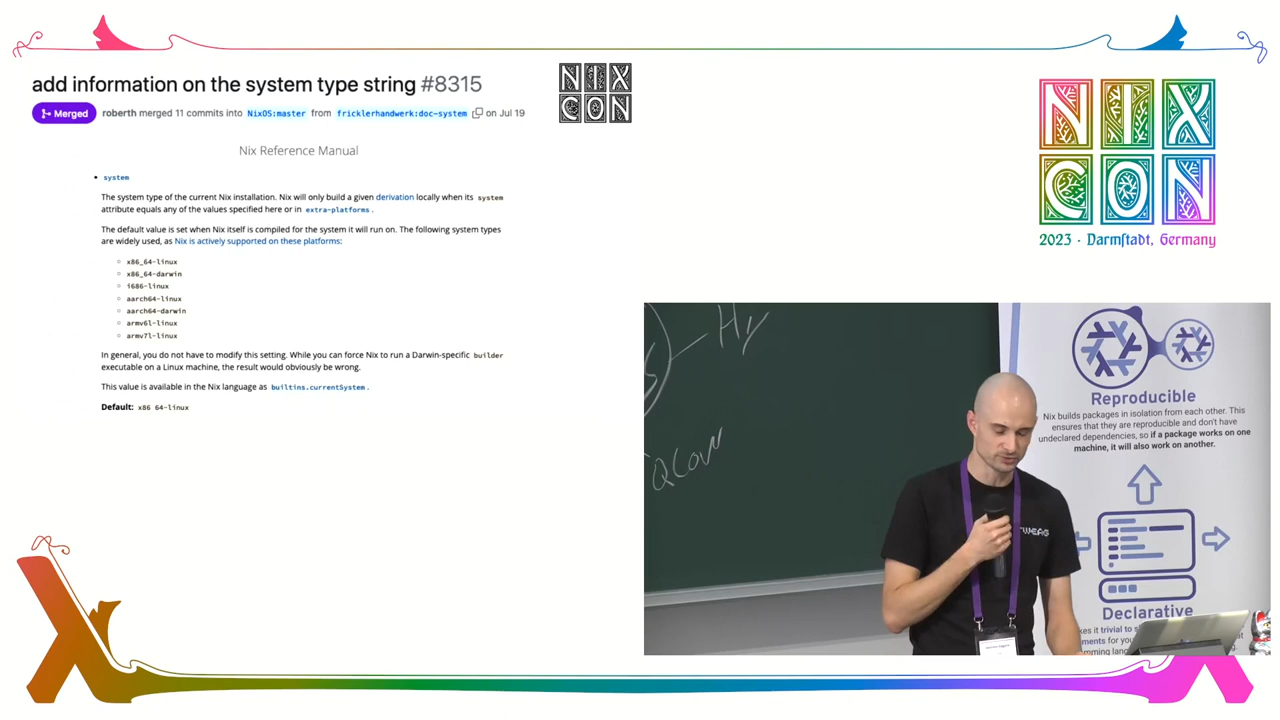 add information on the system type string #8315
Merged roberth merged 11 commits into NixOS:master from fricklerhandwerk:doc-system on Jul 19
NIX
CON
Nix Reference Manual
system
The system type of the current Nix installation. Nix will only build a given derivation locally when its system
attribute equals any of the values specified here or in extra-platforms.
The default value is set when Nix itself is compiled for the system it will run on. The following system types
are widely used, as Nix is actively supported on these platforms:
x86_64-linux
x86_64-darwin
i686-linux
aarch64-linux
aarch64-darwin
armv6l-linux
armv7l-linux
In general, you do not have to modify this setting. While you can force Nix to run a Darwin-specific builder
executable on a Linux machine, the result would obviously be wrong.
This value is available in the Nix language as builtins.currentSystem.
Default: x86_64-linux
NIX
CON
2023 · Darmſtadt, Germany
Reproducible
Nix builds packages in isolation from each other. This
ensures that they are reproducible and don't have
undeclared dependencies, so if a package works on one
machine, it will also work on another.
TWEAG
Declarative
trivial to
for